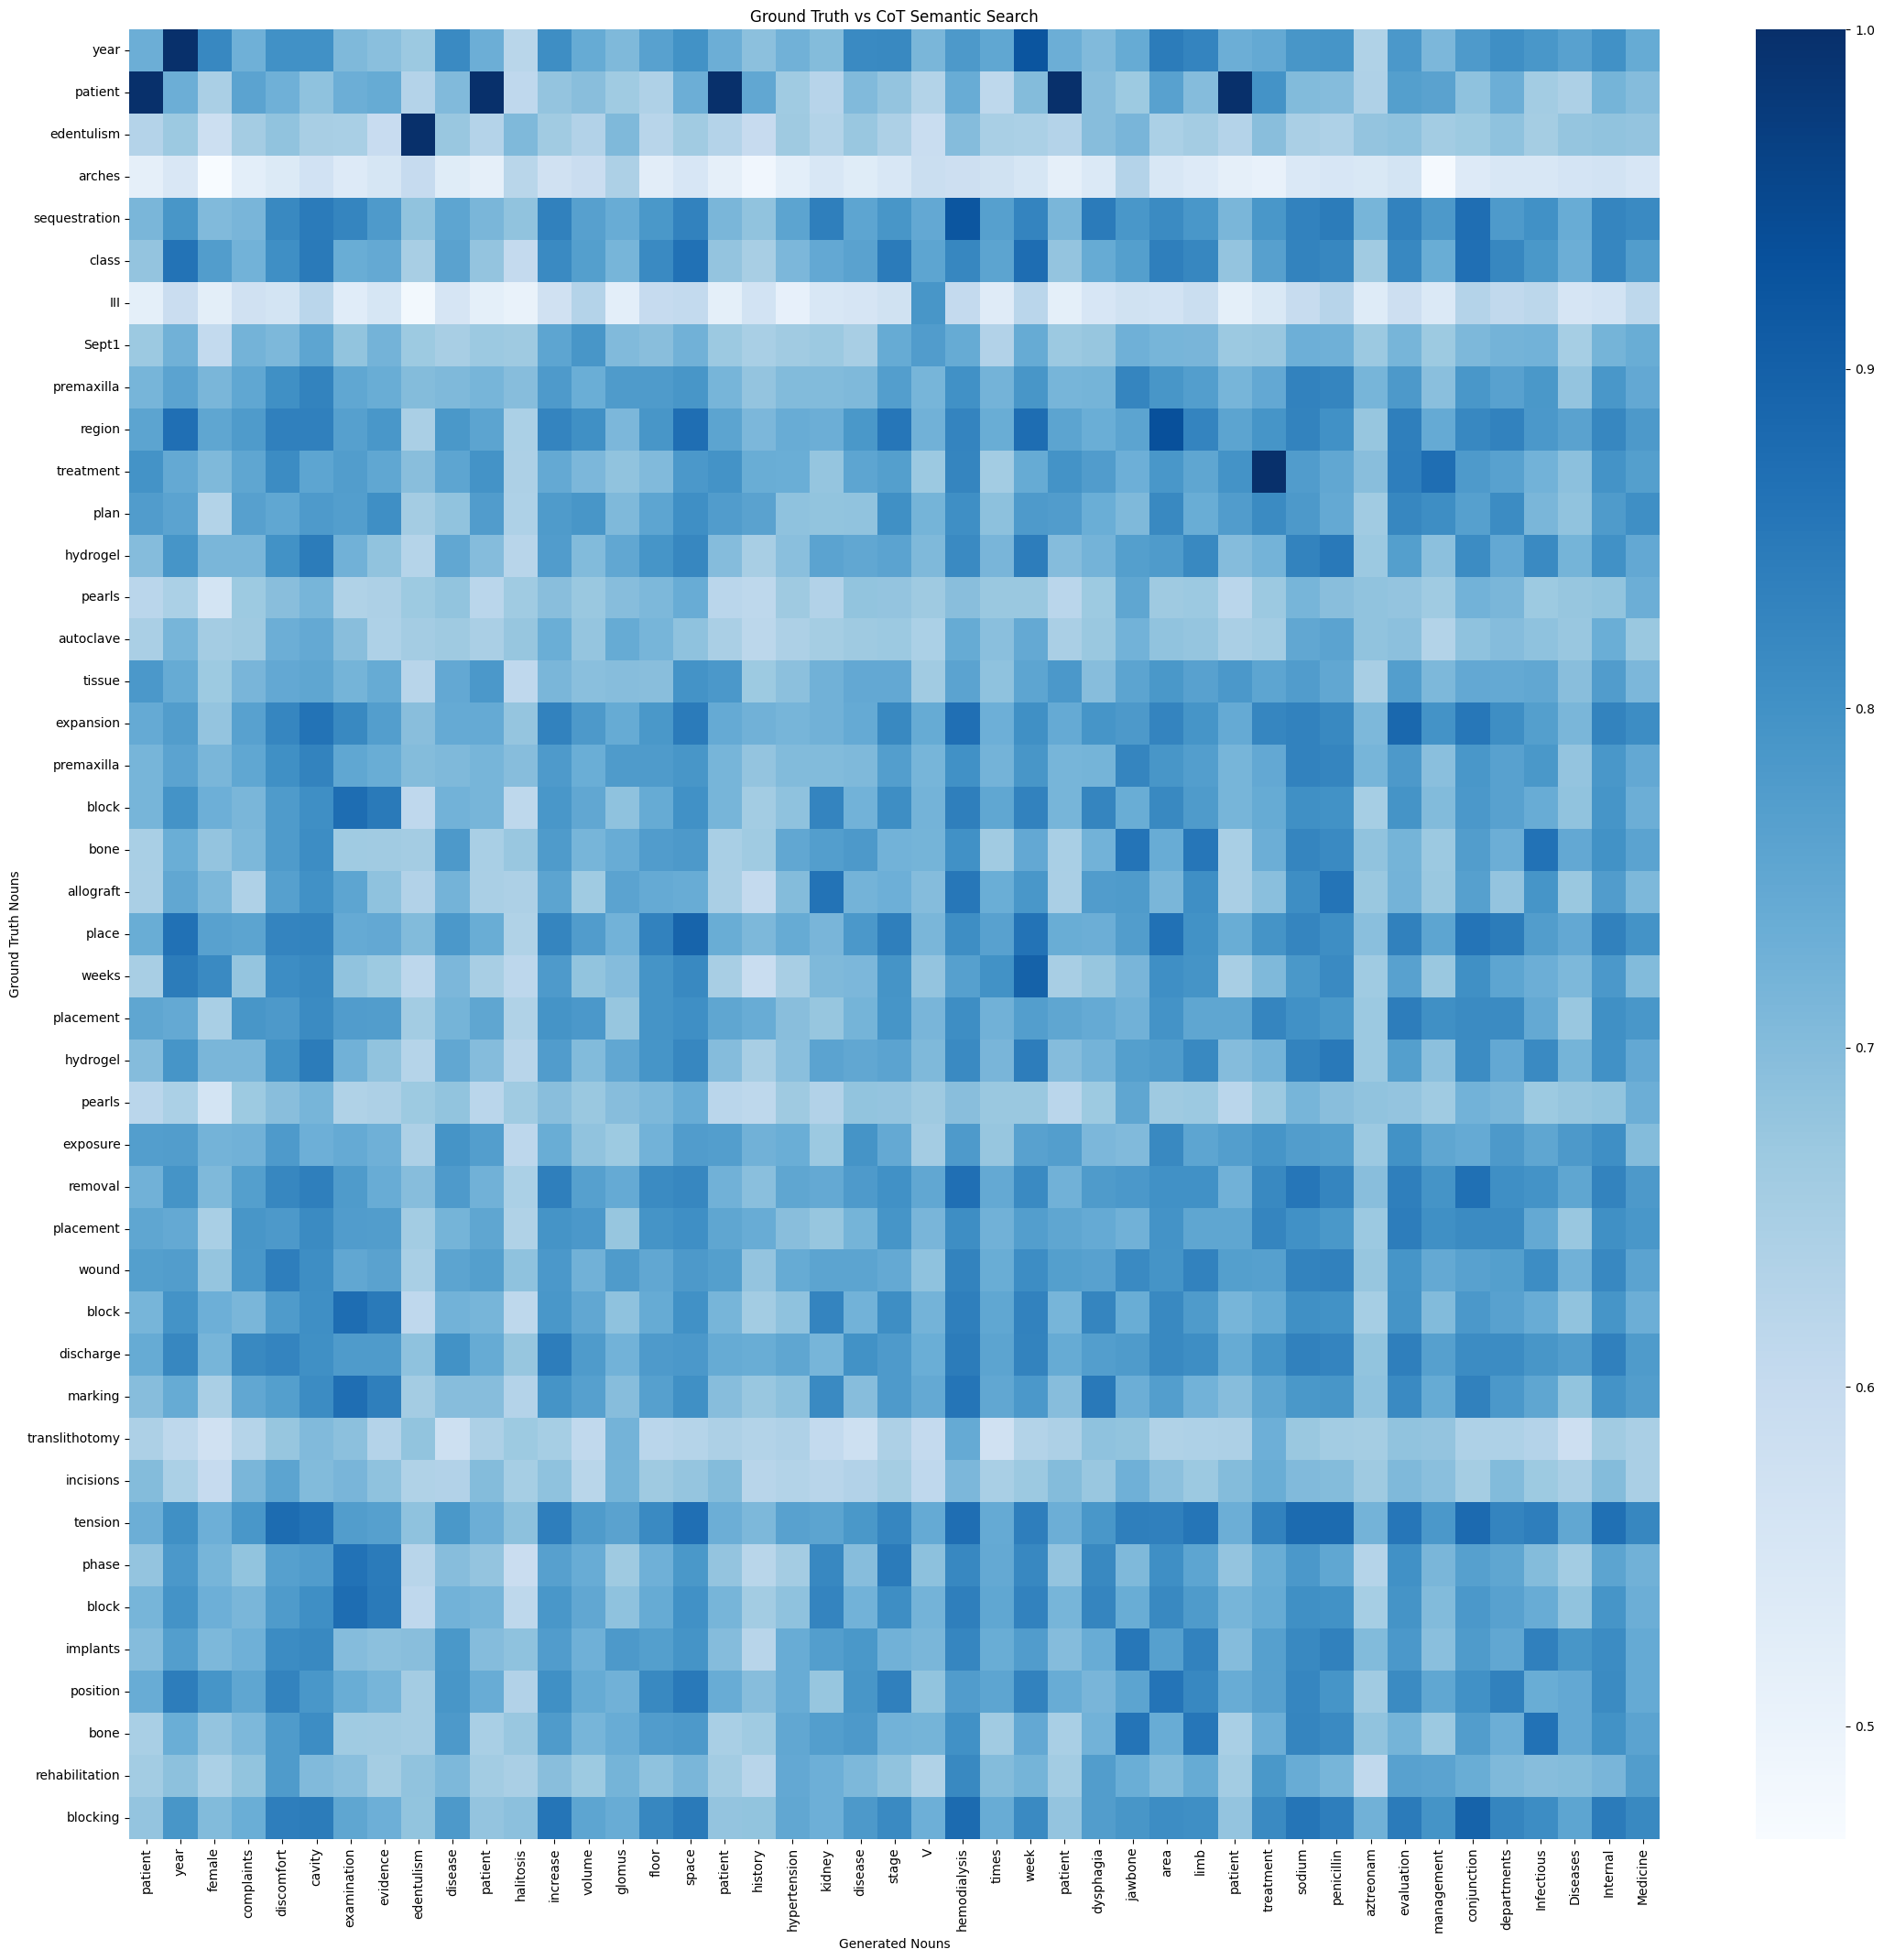 Ground Truth vs CoT Semantic Search
Ground Truth Nouns
year
patient
edentulism
arches
sequestration
class
III
Sept1
premaxilla
region
treatment
plan
hydrogel
pearls
autoclave
tissue
expansion
premaxilla
block
bone
allograft
place
weeks
placement
hydrogel
pearls
exposure
removal
placement
wound
block
discharge
marking
translithotomy
incisions
tension
phase
block
implants
position
bone
rehabilitation
blocking
patient
year
female
complaints
discomfort
cavity
examination
evidence
edentulism
disease
patient
halitosis
increase
volume
glomus
floor
space
patient
history
hypertension
kidney
disease
stage
V
hemodialysis
times
week
patient
dysphagia
jawbone
area
limb
patient
treatment
sodium
penicillin
aztreonam
evaluation
management
conjunction
departments
Infectious
Diseases
Internal
Medicine
Generated Nouns
1.0
0.9
0.8
0.7
0.6
0.5